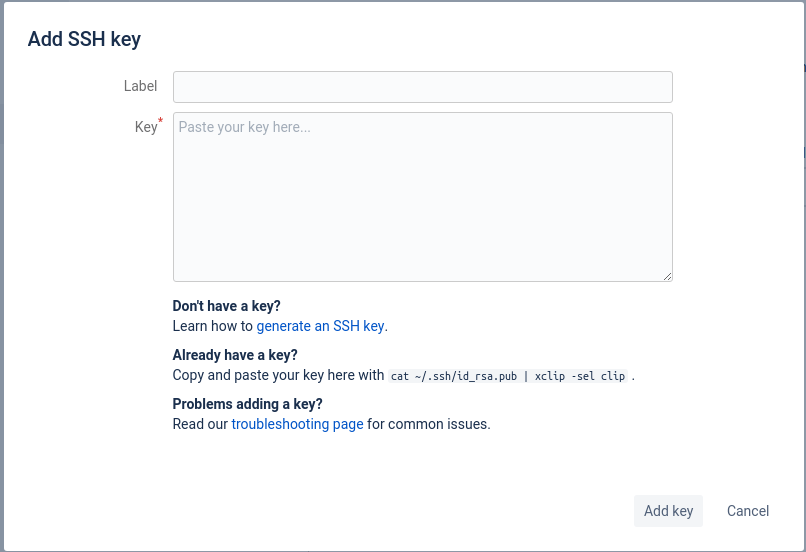 Add SSH key
Label
Key*
Paste your key here...
Don't have a key?
Learn how to generate an SSH key.
Already have a key?
Copy and paste your key here with cat ~/.ssh/id_rsa.pub | xclip -sel clip .
Problems adding a key?
Read our troubleshooting page for common issues.
Add key Cancel